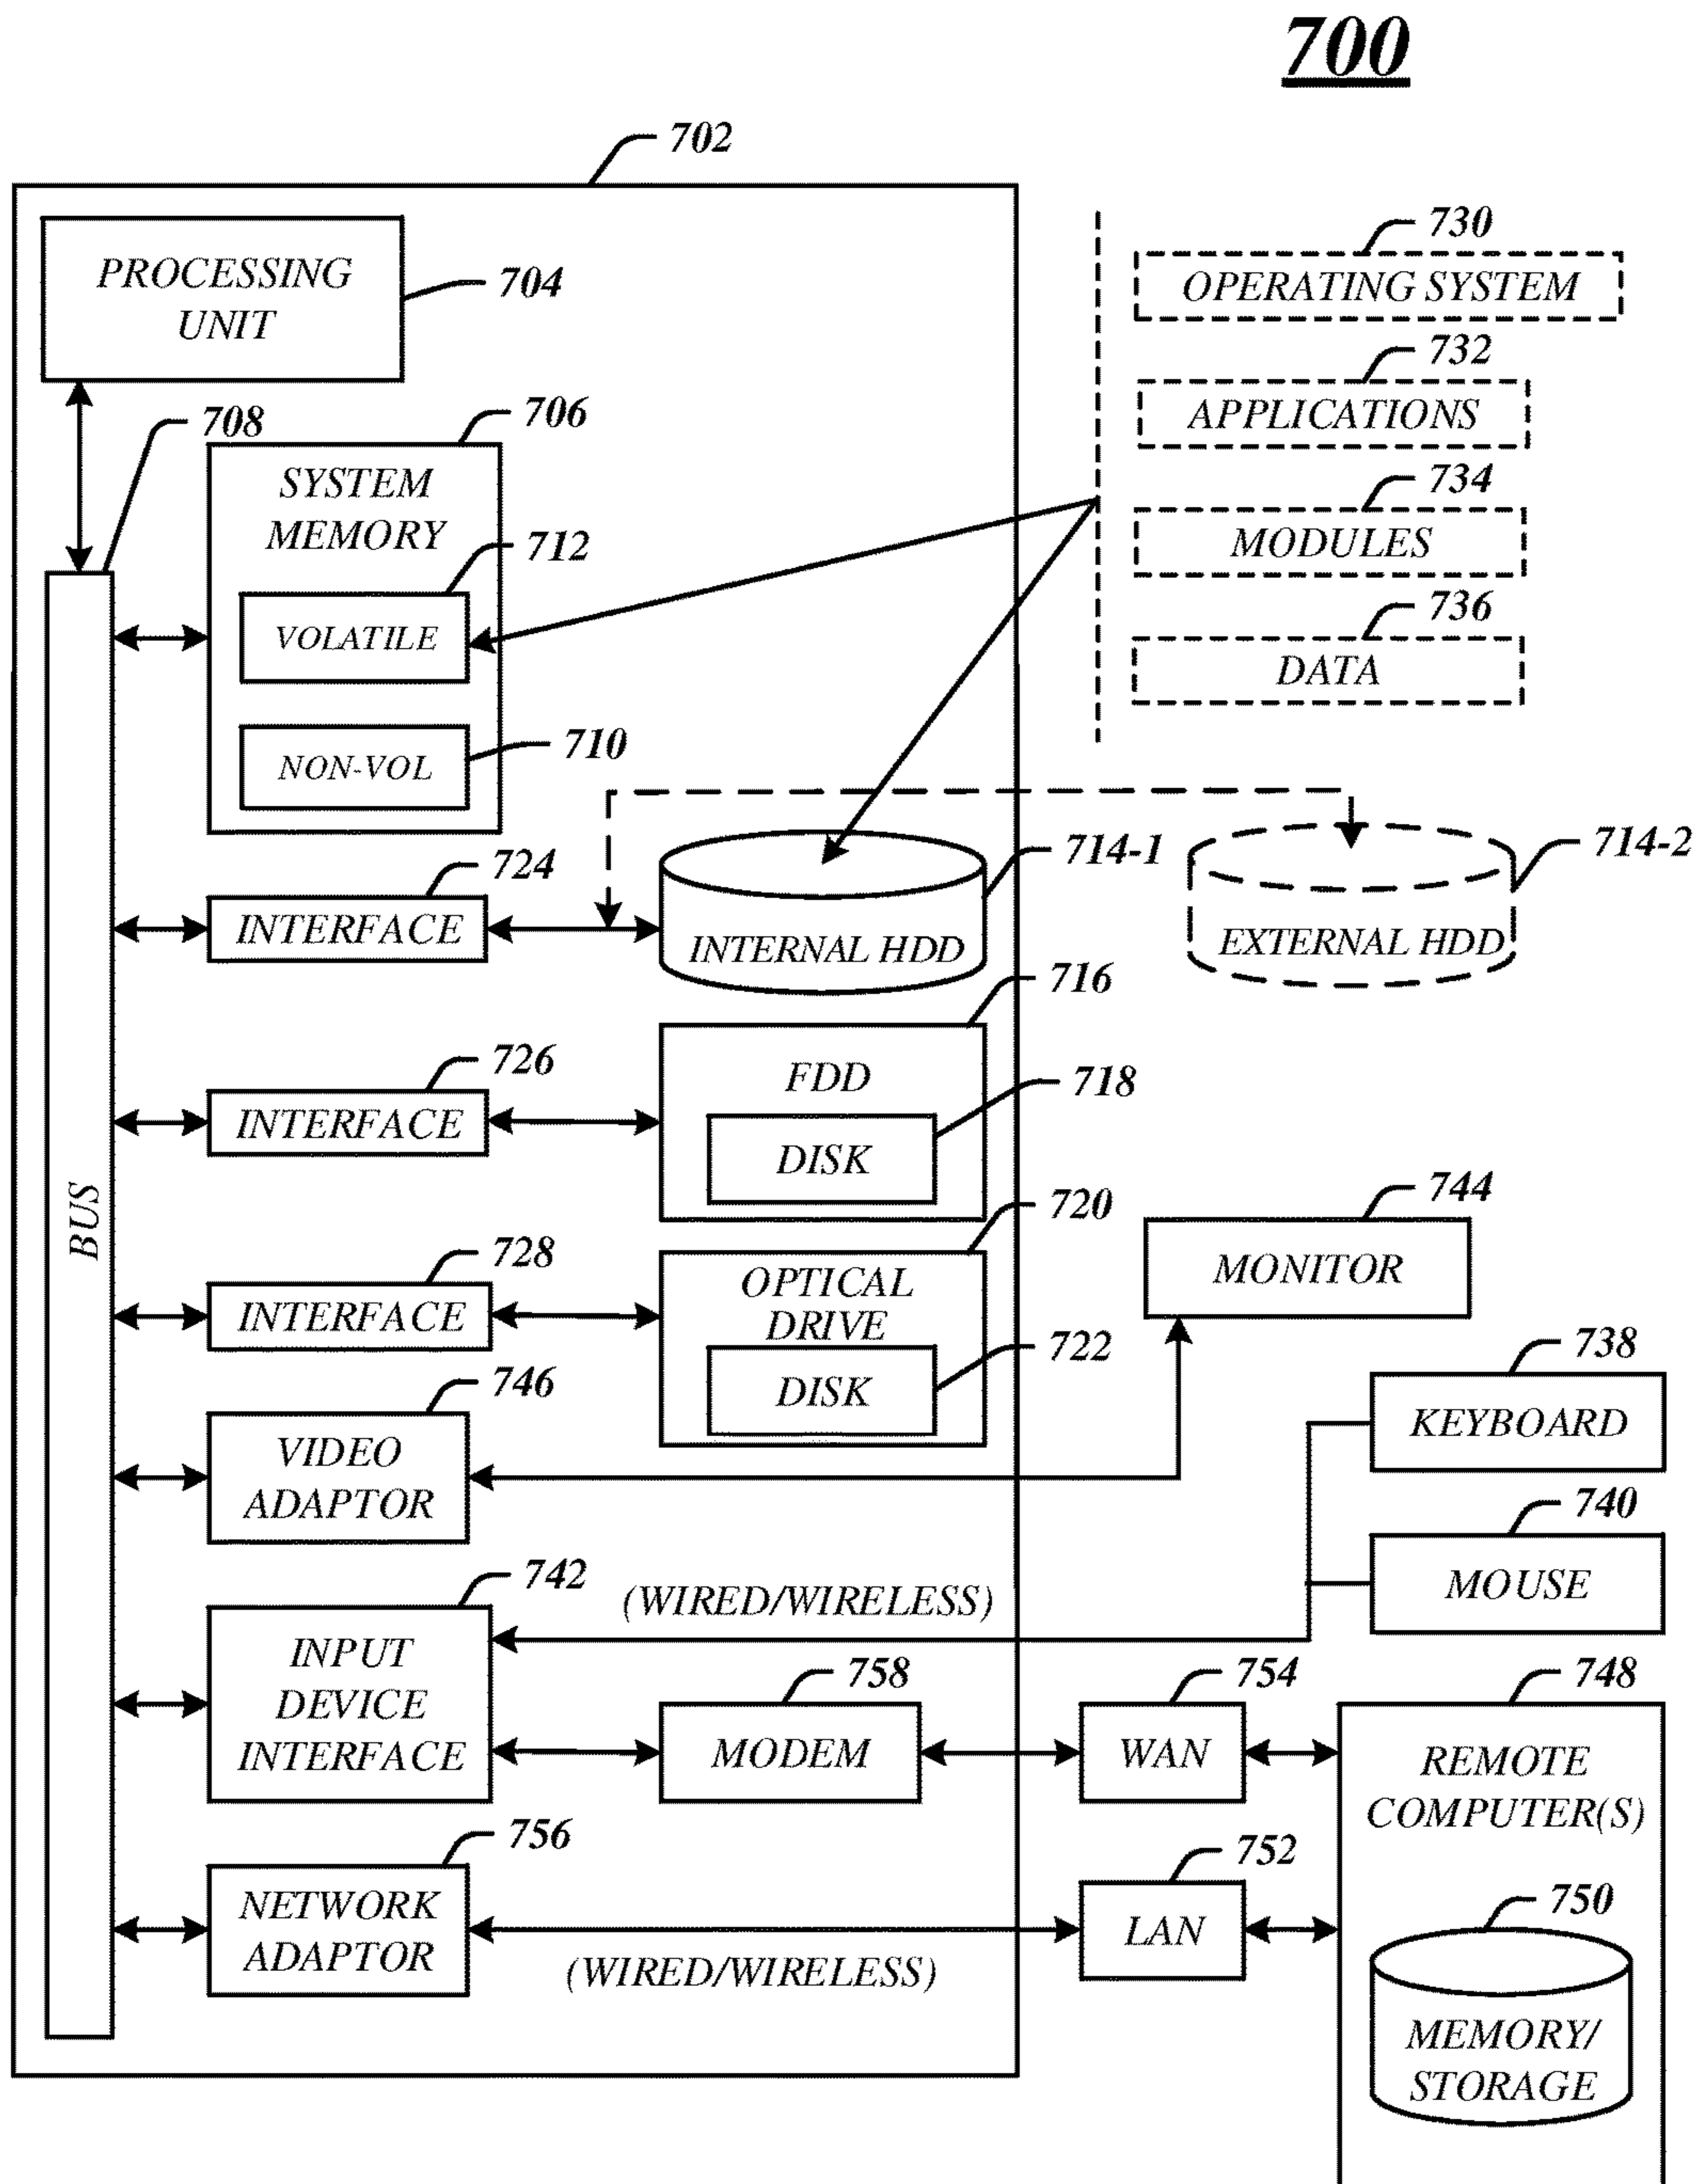 700
702
PROCESSING
UNIT
704
708
706
SYSTEM
MEMORY
712
VOLATILE
710
NON-VOL
730
OPERATING SYSTEM
732
APPLICATIONS
734
MODULES
736
DATA
724
INTERFACE
714-1
INTERNAL HDD
714-2
EXTERNAL HDD
726
INTERFACE
716
FDD
718
DISK
BUS
728
INTERFACE
720
OPTICAL
DRIVE
722
DISK
744
MONITOR
746
VIDEO
ADAPTOR
738
KEYBOARD
740
MOUSE
742
INPUT
DEVICE
INTERFACE
(WIRED/WIRELESS)
758
MODEM
754
WAN
748
REMOTE
COMPUTER(S)
756
NETWORK
ADAPTOR
(WIRED/WIRELESS)
752
LAN
750
MEMORY/
STORAGE